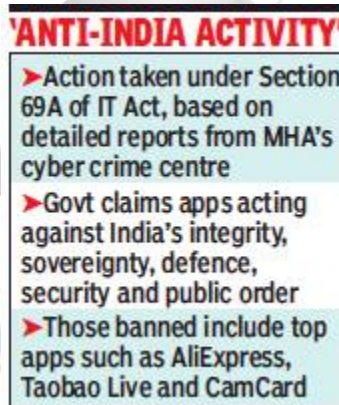 'ANTI-INDIA ACTIVITY'
➤Action taken under Section
69A of IT Act, based on
detailed reports from MHA's
cyber crime centre
➤Govt claims apps acting
against India's integrity,
sovereignty, defence,
security and public order
➤Those banned include top
apps such as AliExpress,
Taobao Live and CamCard